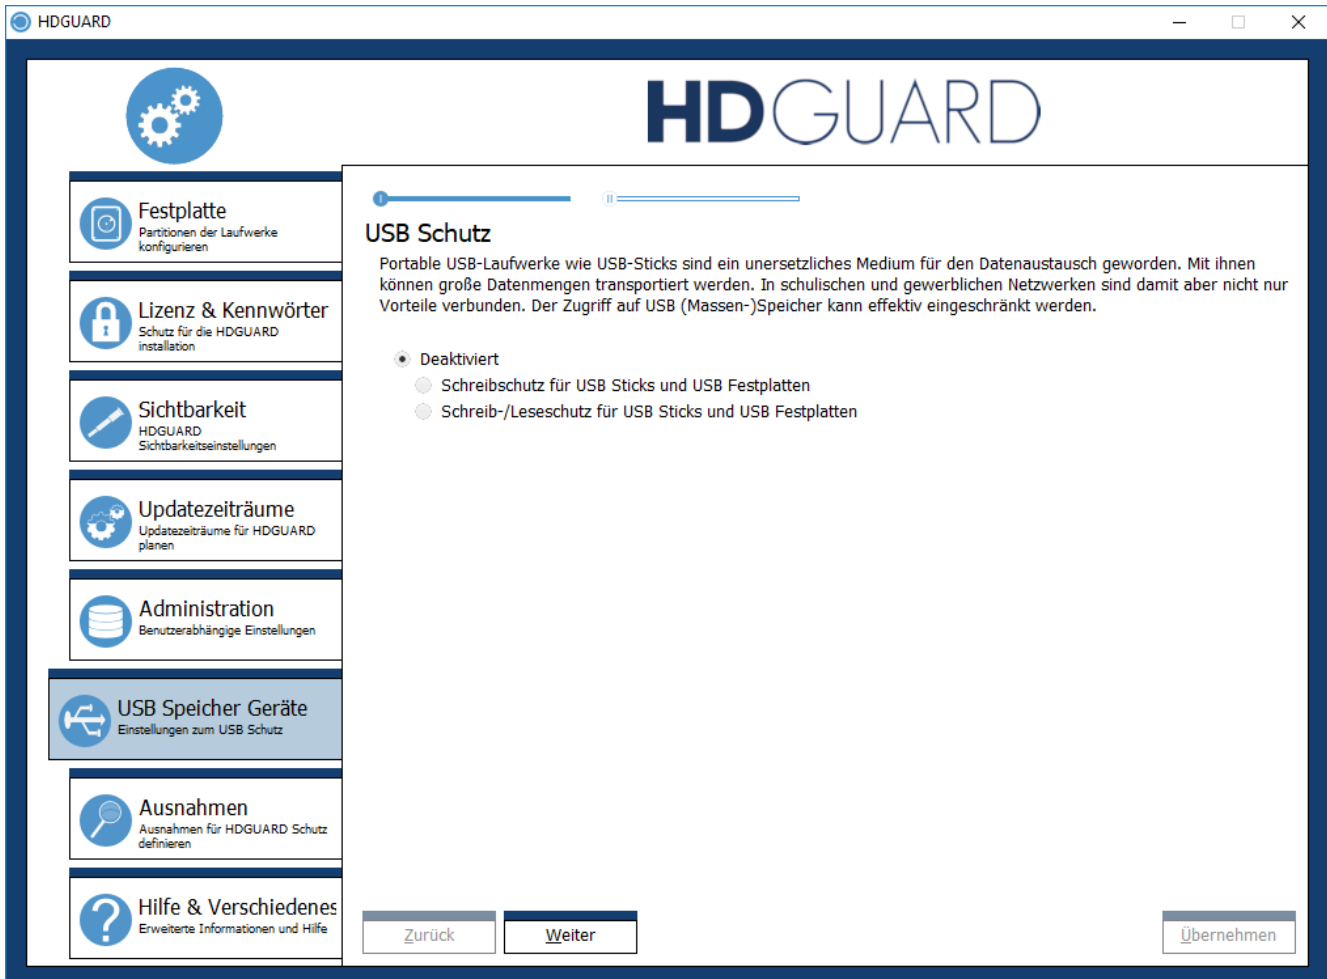 HDGUARD
HDGUARD
Festplatte
Partitionen der Laufwerke
konfigurieren
Lizenz & Kennwörter
Schutz für die HDGUARD
installation
Sichtbarkeit
HDGUARD
Sichtbarkeitseinstellungen
Updatezeiträume
Updatezeiträume für HDGUARD
planen
Administration
Benutzerabhängige Einstellungen
USB Speicher Geräte
Einstellungen zum USB Schutz
Ausnahmen
Ausnahmen für HDGUARD Schutz
definieren
Hilfe & Verschiedenes
Erweiterte Informationen und Hilfe
I
II
USB Schutz
Portable USB-Laufwerke wie USB-Sticks sind ein unersetzliches Medium für den Datenaustausch geworden. Mit ihnen
können große Datenmengen transportiert werden. In schulischen und gewerblichen Netzwerken sind damit aber nicht nur
Vorteile verbunden. Der Zugriff auf USB (Massen-)Speicher kann effektiv eingeschränkt werden.
Deaktiviert
Schreibschutz für USB Sticks und USB Festplatten
Schreib-/Leseschutz für USB Sticks und USB Festplatten
Zurück
Weiter
Übernehmen